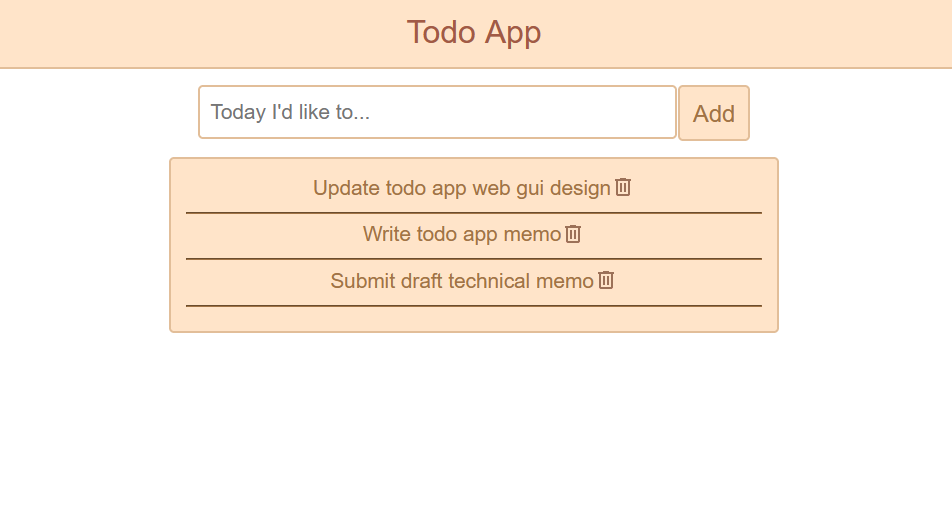 Todo App
Today I'd like to...
Add
Update todo app web gui design
Write todo app memo
Submit draft technical memo